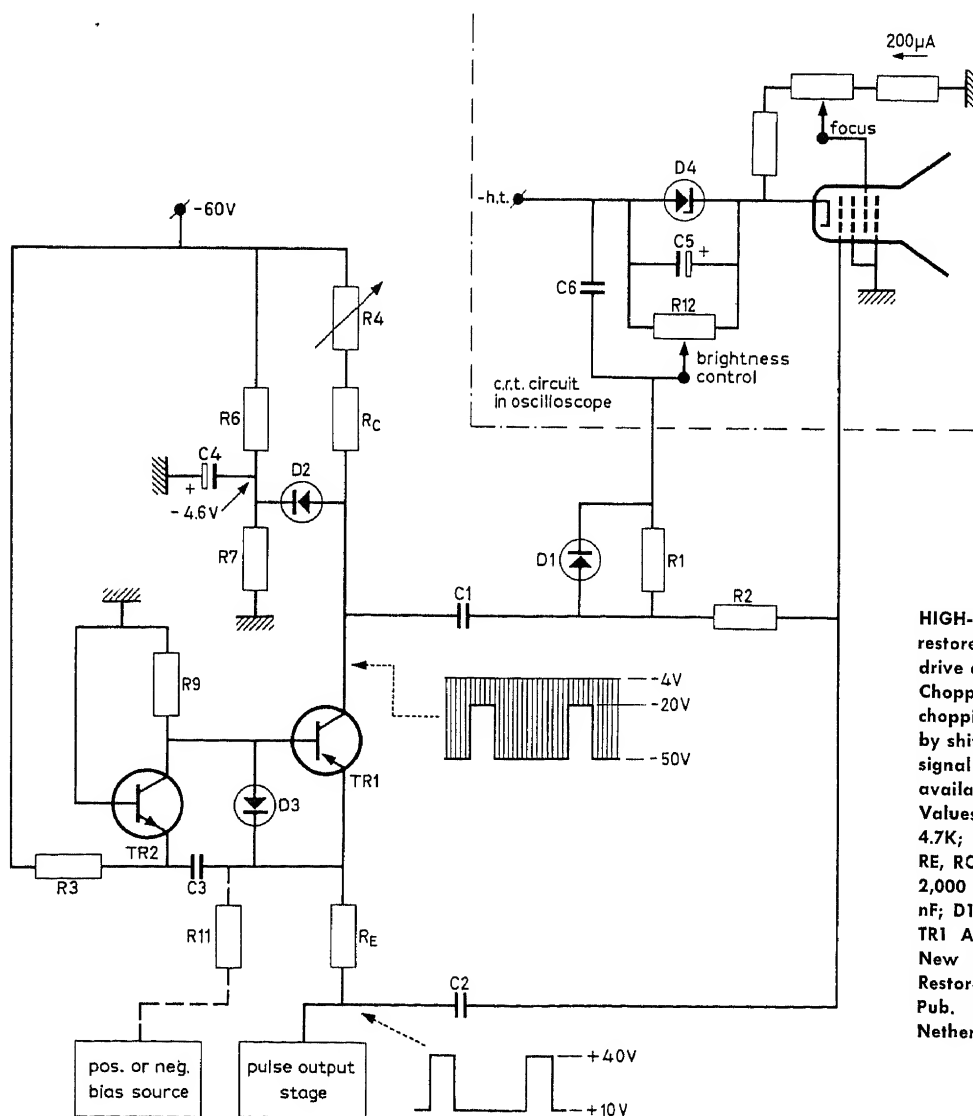 200μA
focus
D4
-h.t.
-60V
C5
+
C6
R12
R4
brightness
control
c.r.t. circuit
in oscilloscope
R6
RC
C4
D2
+
-4.6V
R7
D1
R1
C1
R2
HIGH-
restore
drive
Chopp
choppi
by shi
signal
availa
Values
4.7K;
RE, RC
2,000
nF; D1
TR1 A
New
Restor
Pub.
Nether
R9
-4V
-20V
-50V
TR1
D3
TR2
R3
C3
R11
RE
C2
pos. or neg.
bias source
pulse output
stage
+40V
+10V